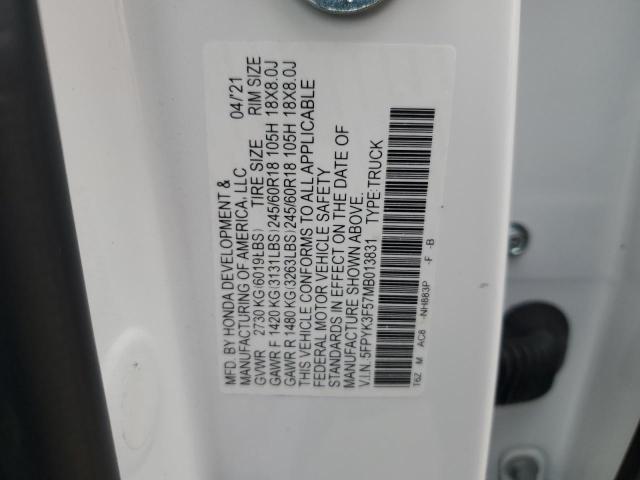 MFD. BY HONDA DEVELOPMENT &
MANUFACTURING OF AMERICA, LLC 04/'21
GVWR 2730 KG(6019LBS) TIRE SIZE RIM SIZE
GAWR F 1420 KG(3131LBS) 245/60R18 105H 18X8.0J
GAWR R 1480 KG(3263LBS) 245/60R18 105H 18X8.0J
THIS VEHICLE CONFORMS TO ALL APPLICABLE
FEDERAL MOTOR VEHICLE SAFETY
STANDARDS IN EFFECT ON THE DATE OF
MANUFACTURE SHOWN ABOVE.
V.I.N. 5FPYK3F57MB013831 TYPE:TRUCK
T6Z M AC8 -NH883P -F -B